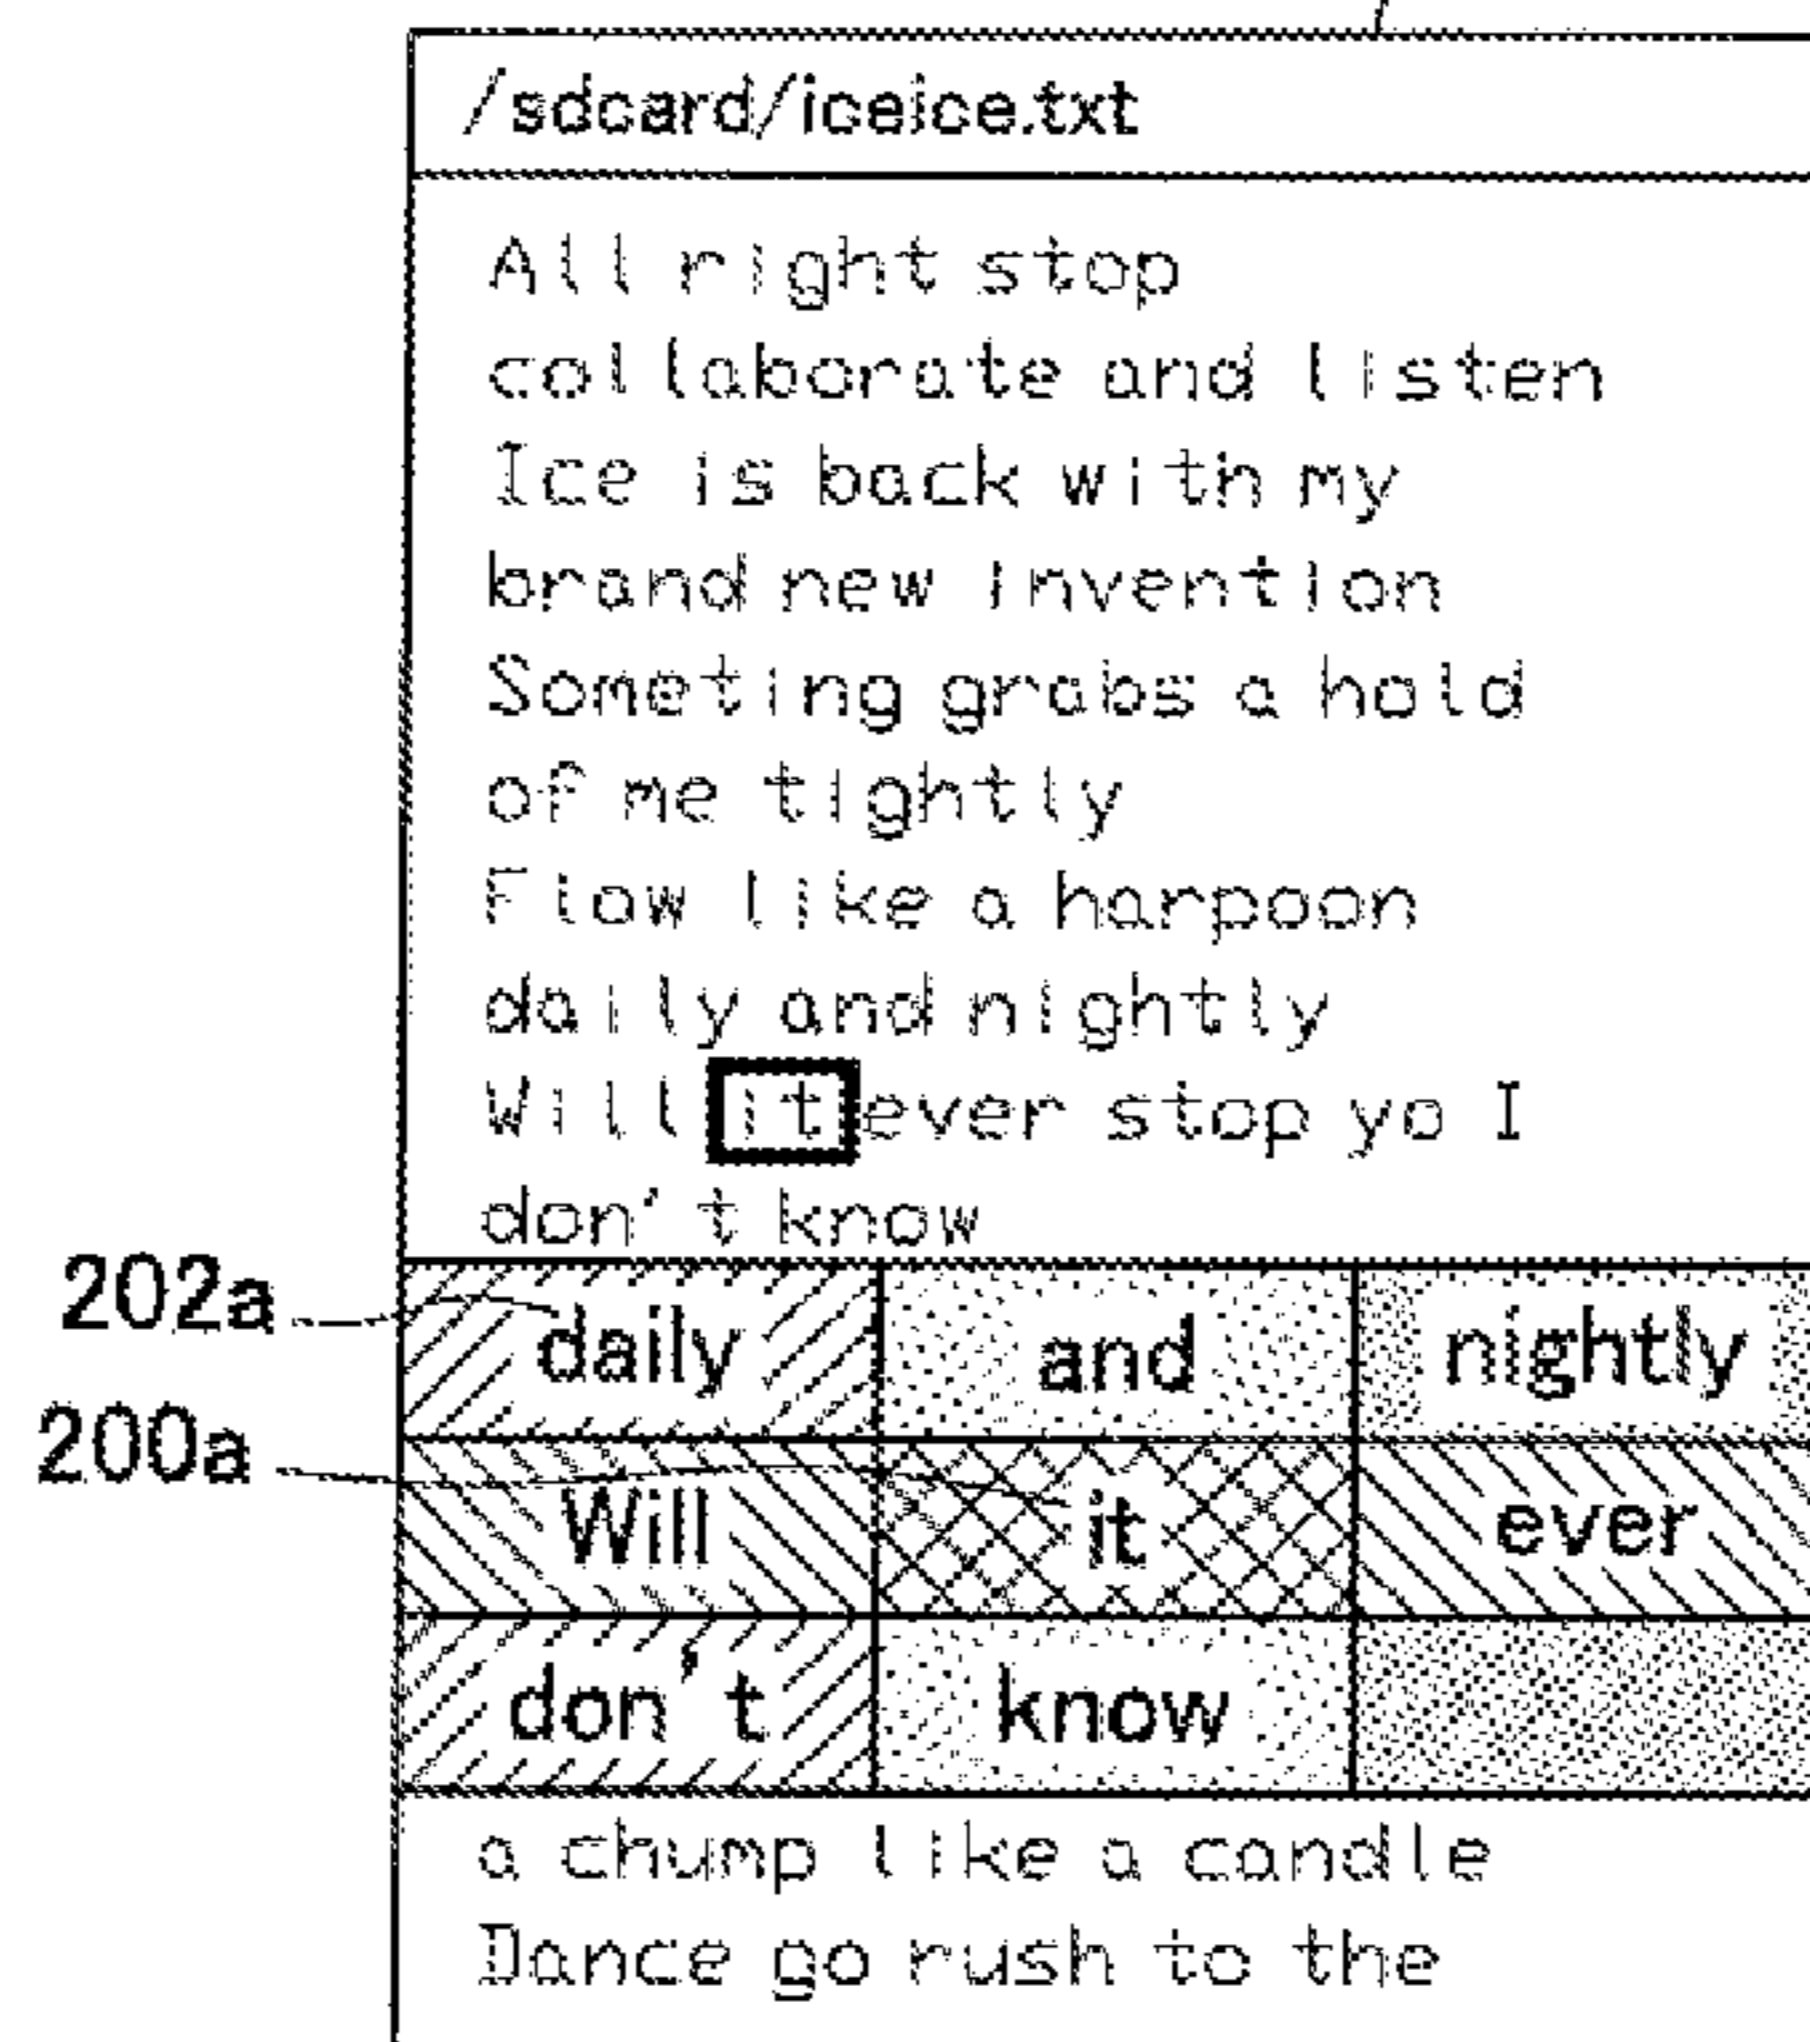 /sdcard/iceice.txt
All right stop
collaborate and listen
Ice is back with my
brand new invention
Someting grabs a hold
of me tightly
Flow like a harpoon
daily and nightly
Will it ever stop yo I
don't know
202a
daily and nightly
200a
Will it ever
don't know
a chump like a candle
Dance go rush to the